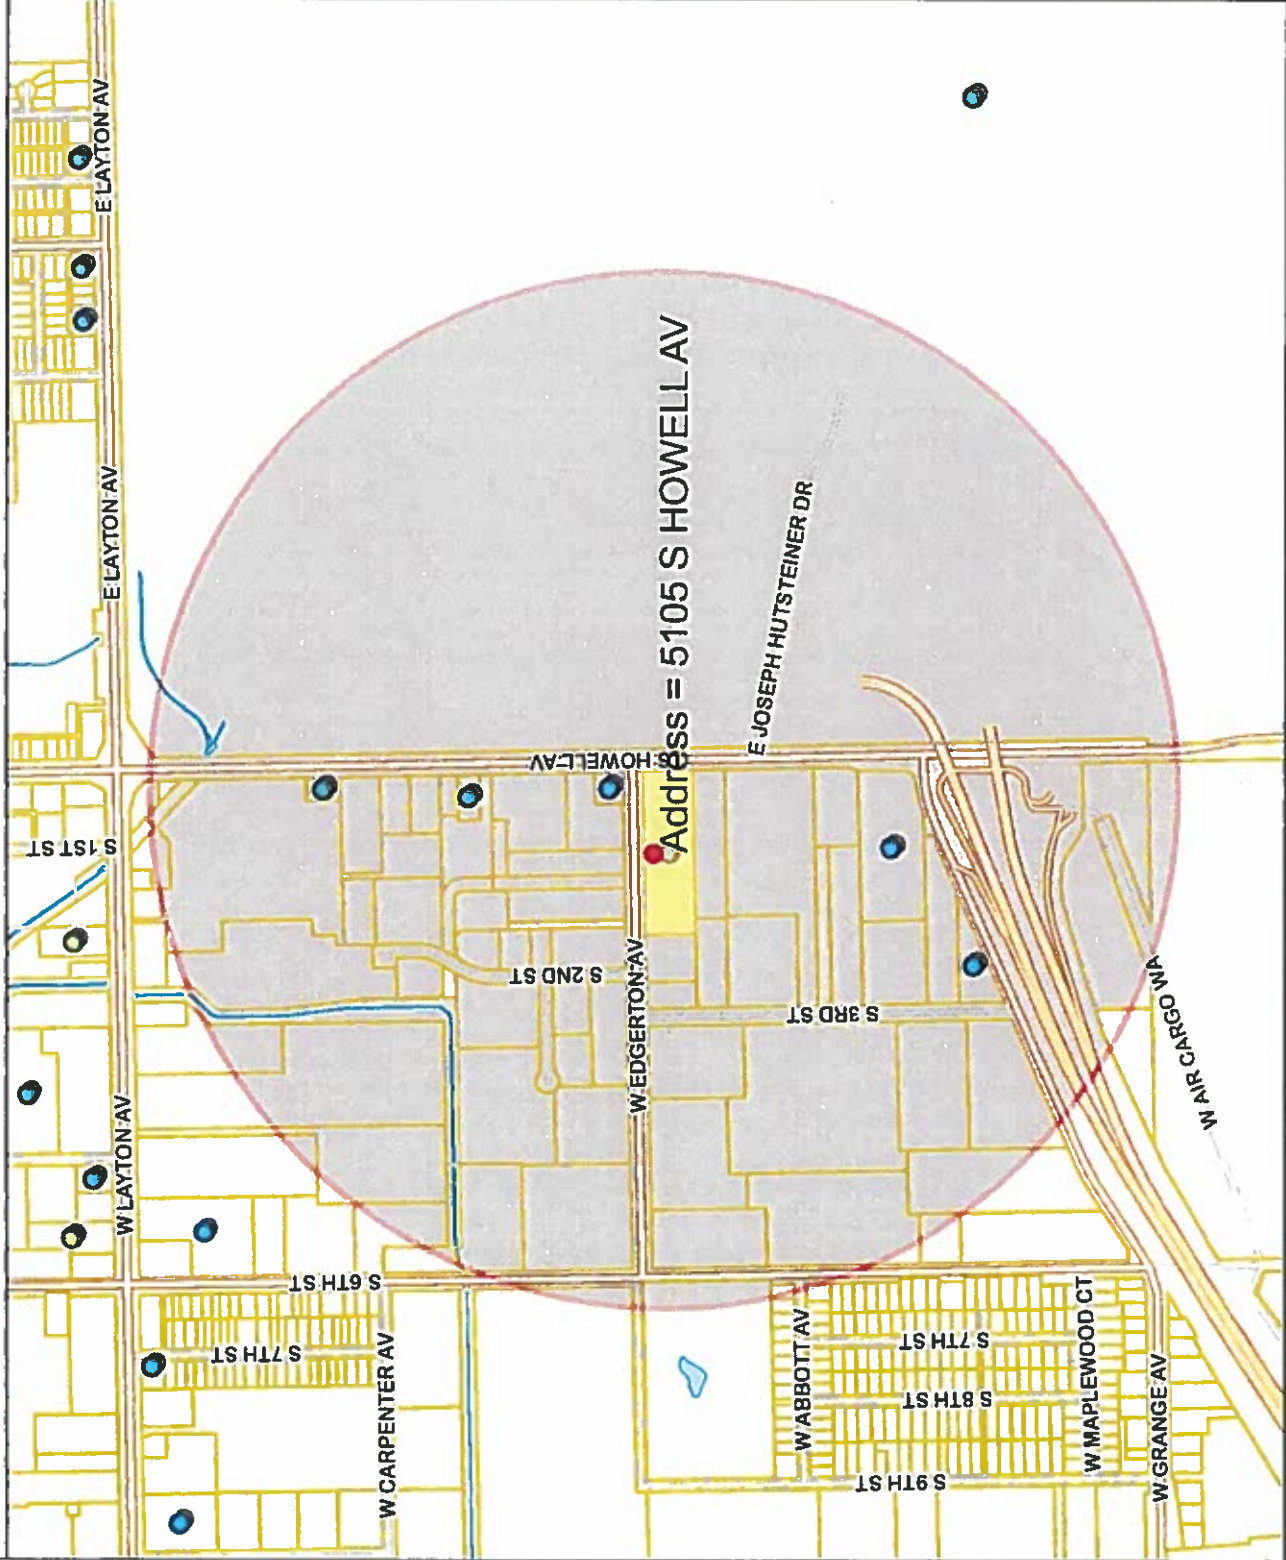 E LAYTON AV
E LAYTON AV
W LAYTON AV
S 1ST ST
S HOWELL AV
Address = 5105 S HOWELL AV
E JOSEPH HUTSTEINER DR
S 2ND ST
W EDGERTON AV
S 3RD ST
W AIR CARGO WA
S 6TH ST
S 7TH ST
W CARPENTER AV
W ABBOTT AV
S 7TH ST
S 8TH ST
S 9TH ST
W MAPLEWOOD CT
W GRANGE AV